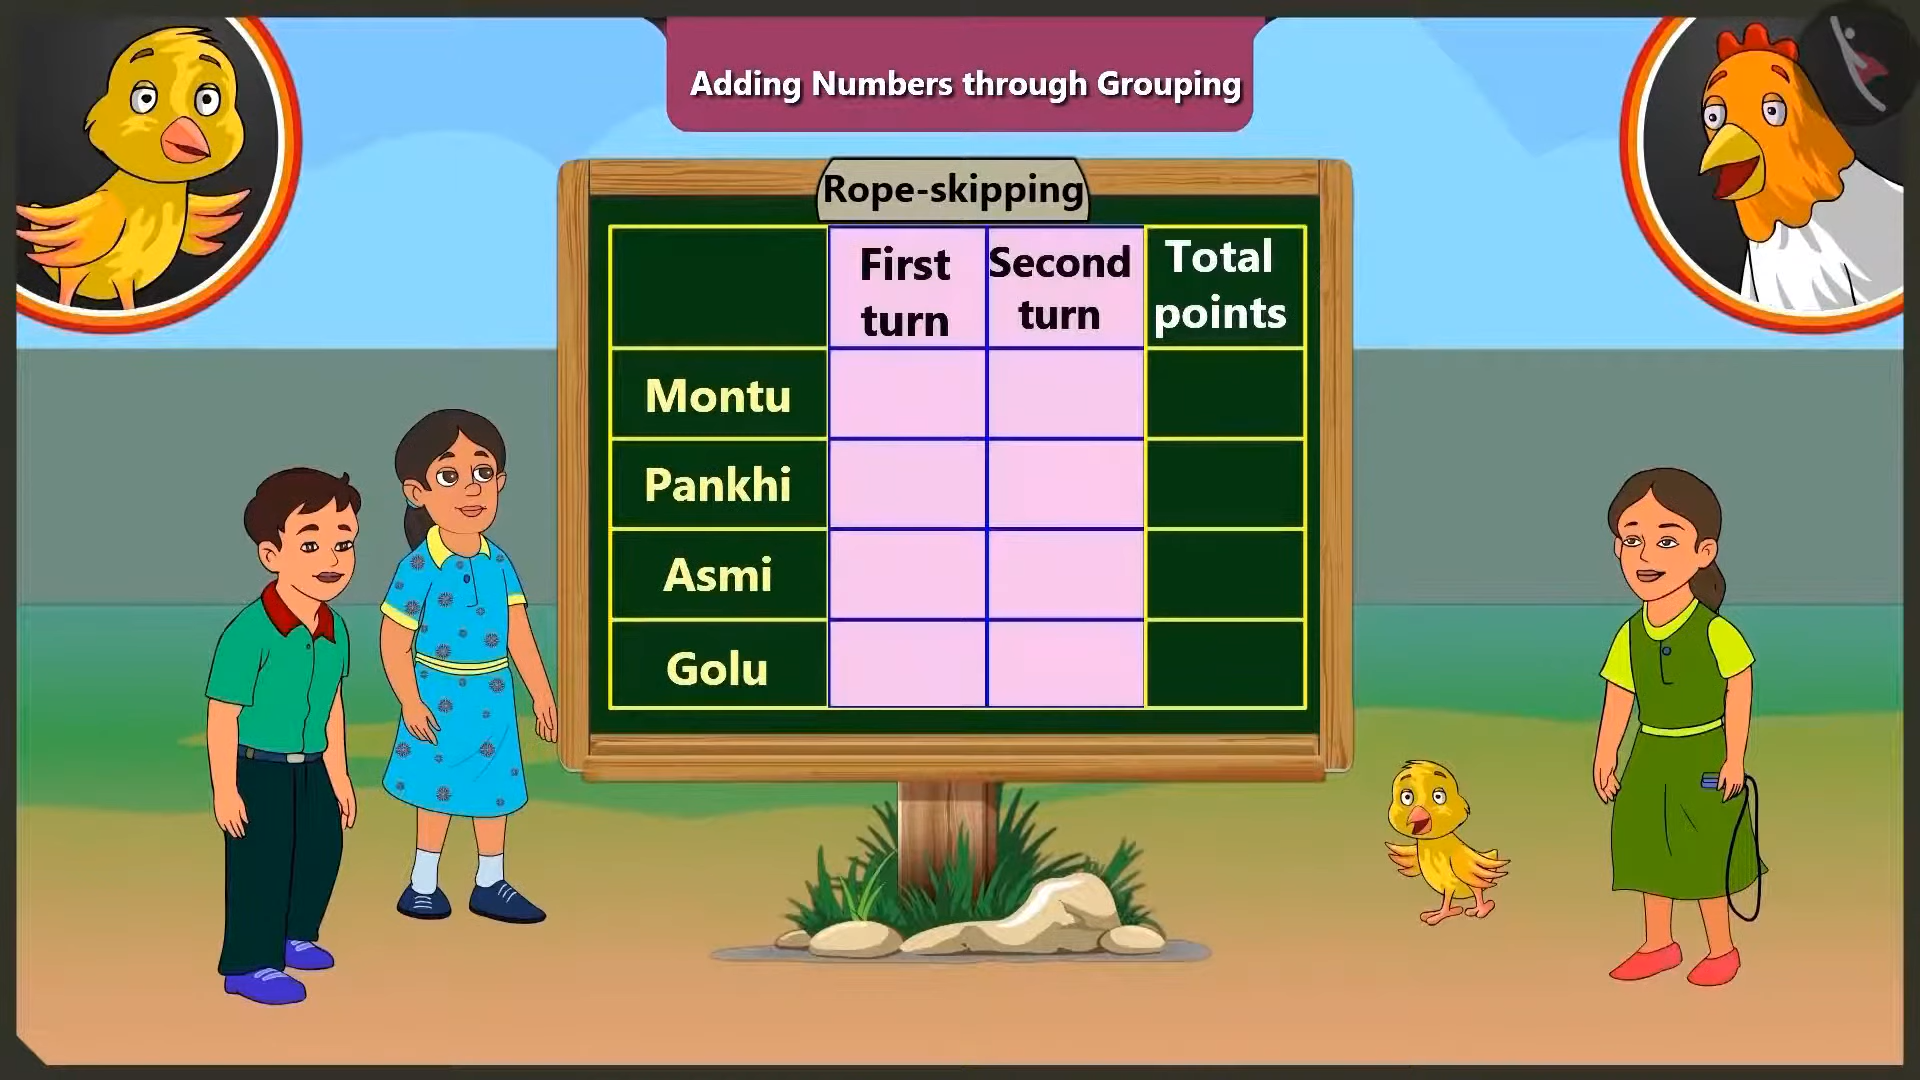 Adding Numbers through Grouping
Rope-skipping
First turn
Second turn
Total points
Montu
Pankhi
Asmi
Golu